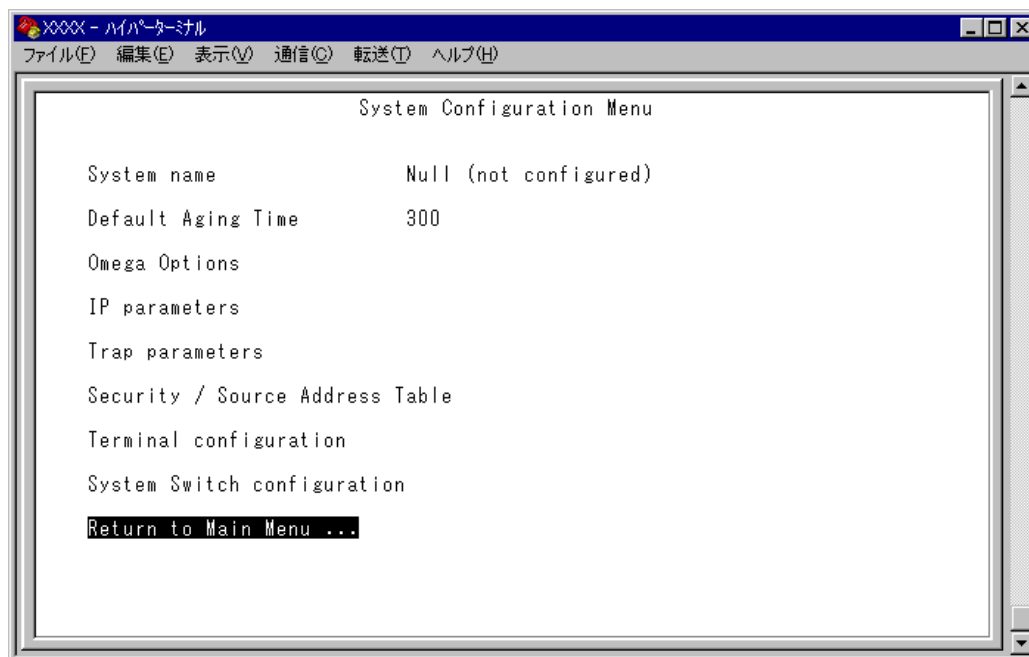 XXXX - ハイパーターミナル
ファイル(F) 編集(E) 表示(V) 通信(C) 転送(T) ヘルプ(H)
System Configuration Menu
System name Null (not configured)
Default Aging Time 300
Omega Options
IP parameters
Trap parameters
Security / Source Address Table
Terminal configuration
System Switch configuration
Return to Main Menu ...